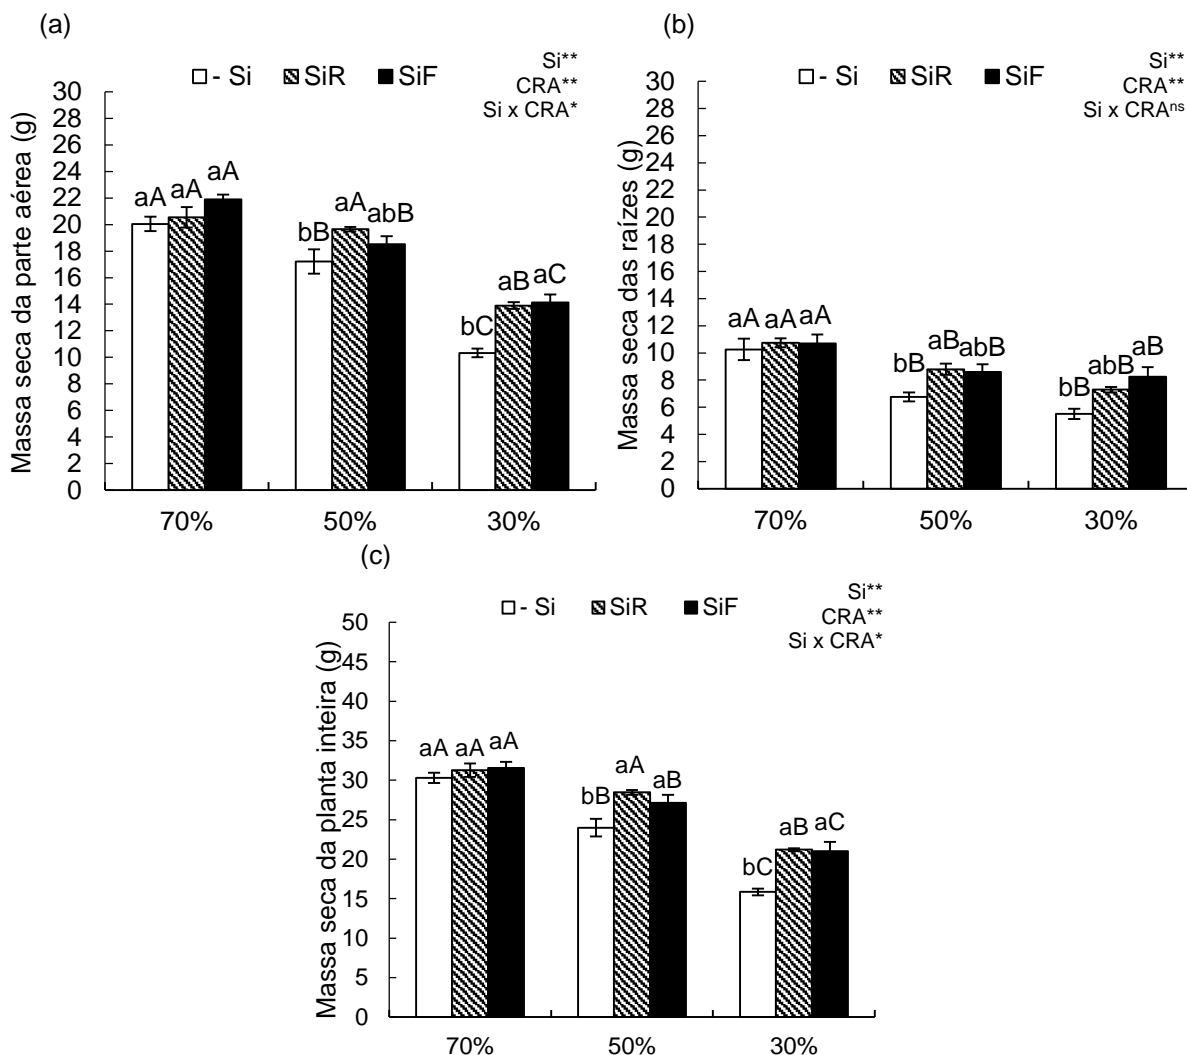 (a)
- Si SiR SiF
Si**
CRA**
Si x CRA*
Massa seca da parte aérea (g)
30
28
26
24
22
20
18
16
14
12
10
8
6
4
2
0
aA aA aA
bB aA abB
bC aB aC
70% 50% 30%
(b)
- Si SiR SiF
Si**
CRA**
Si x CRAns
Massa seca das raízes (g)
30
28
26
24
22
20
18
16
14
12
10
8
6
4
2
0
aA aA aA
bB aB abB
bB abB aB
70% 50% 30%
(c)
- Si SiR SiF
Si**
CRA**
Si x CRA*
Massa seca da planta inteira (g)
50
45
40
35
30
25
20
15
10
5
0
aA aA aA
bB aA aB
bC aB aC
70% 50% 30%